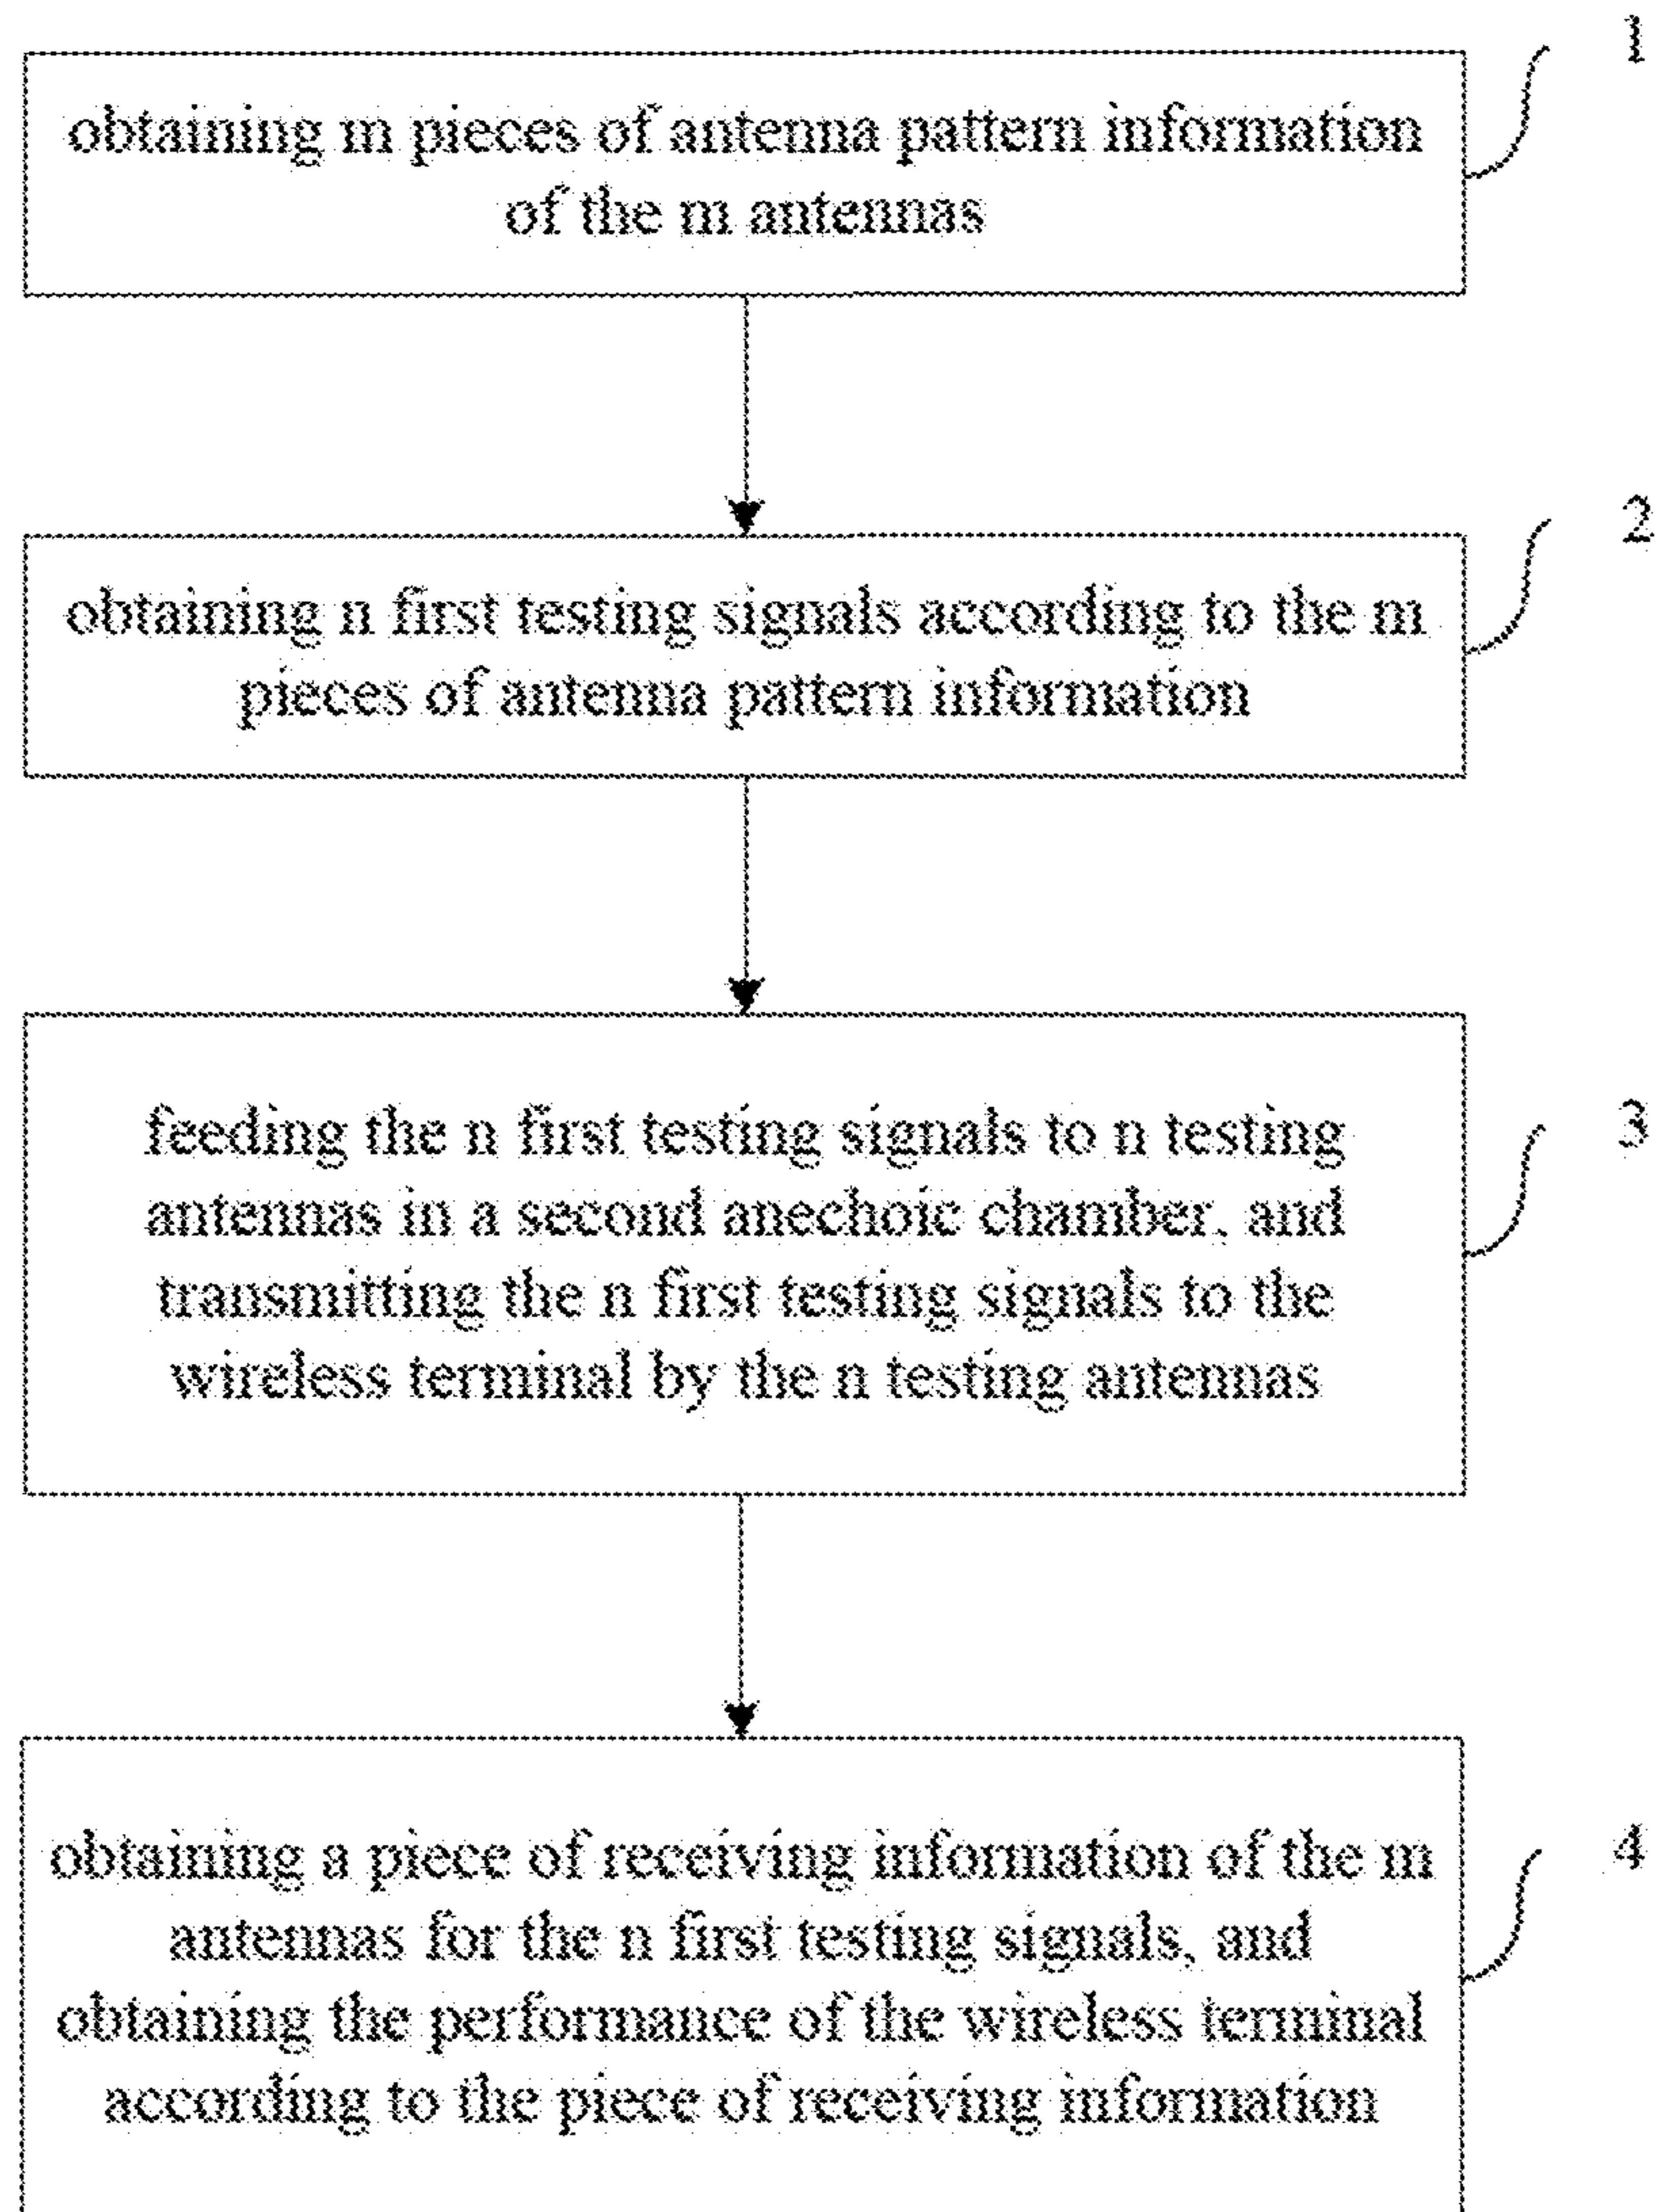 1
obtaining m pieces of antenna pattern information
of the m antennas
2
obtaining n first testing signals according to the m
pieces of antenna pattern information
3
feeding the n first testing signals to n testing
antennas in a second anechoic chamber, and
transmitting the n first testing signals to the
wireless terminal by the n testing antennas
4
obtaining a piece of receiving information of the m
antennas for the n first testing signals, and
obtaining the performance of the wireless terminal
according to the piece of receiving information